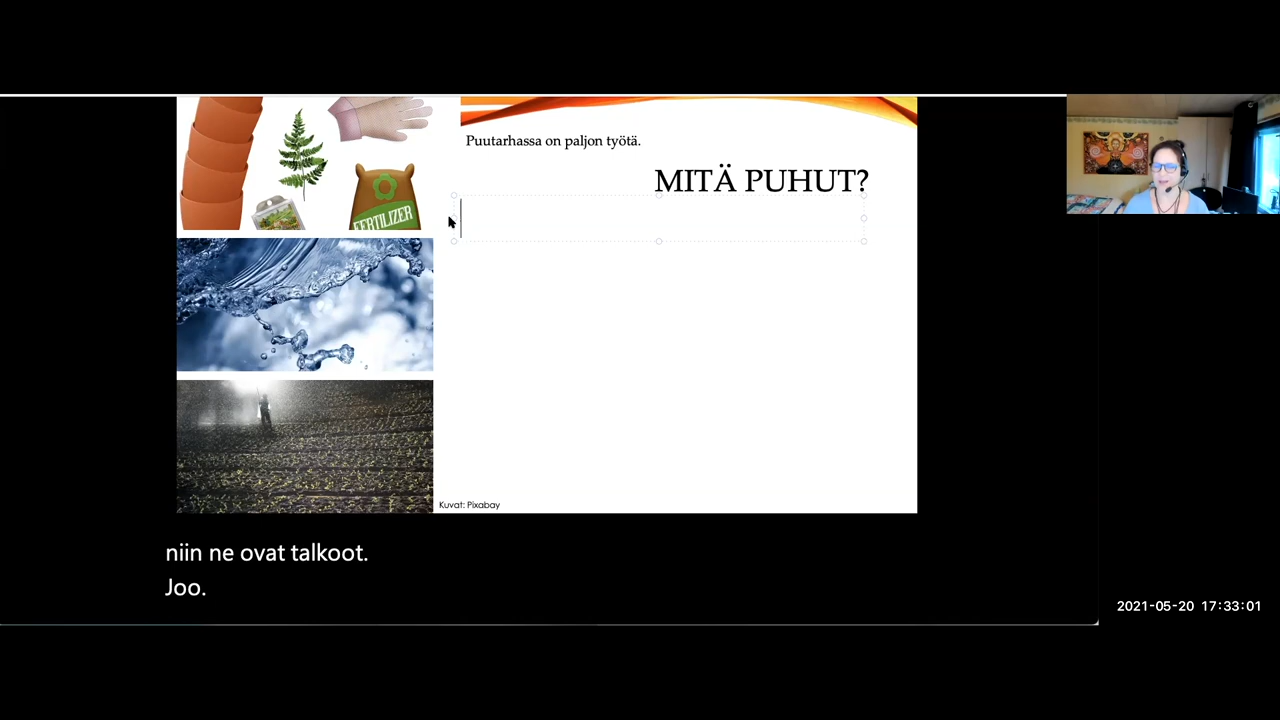 Puutarhassa on paljon työtä.
MITÄ PUHUT?
FERTILIZER
Kuvat: Pixabay
niin ne ovat talkoot.
Joo.
2021-05-20 17:33:01